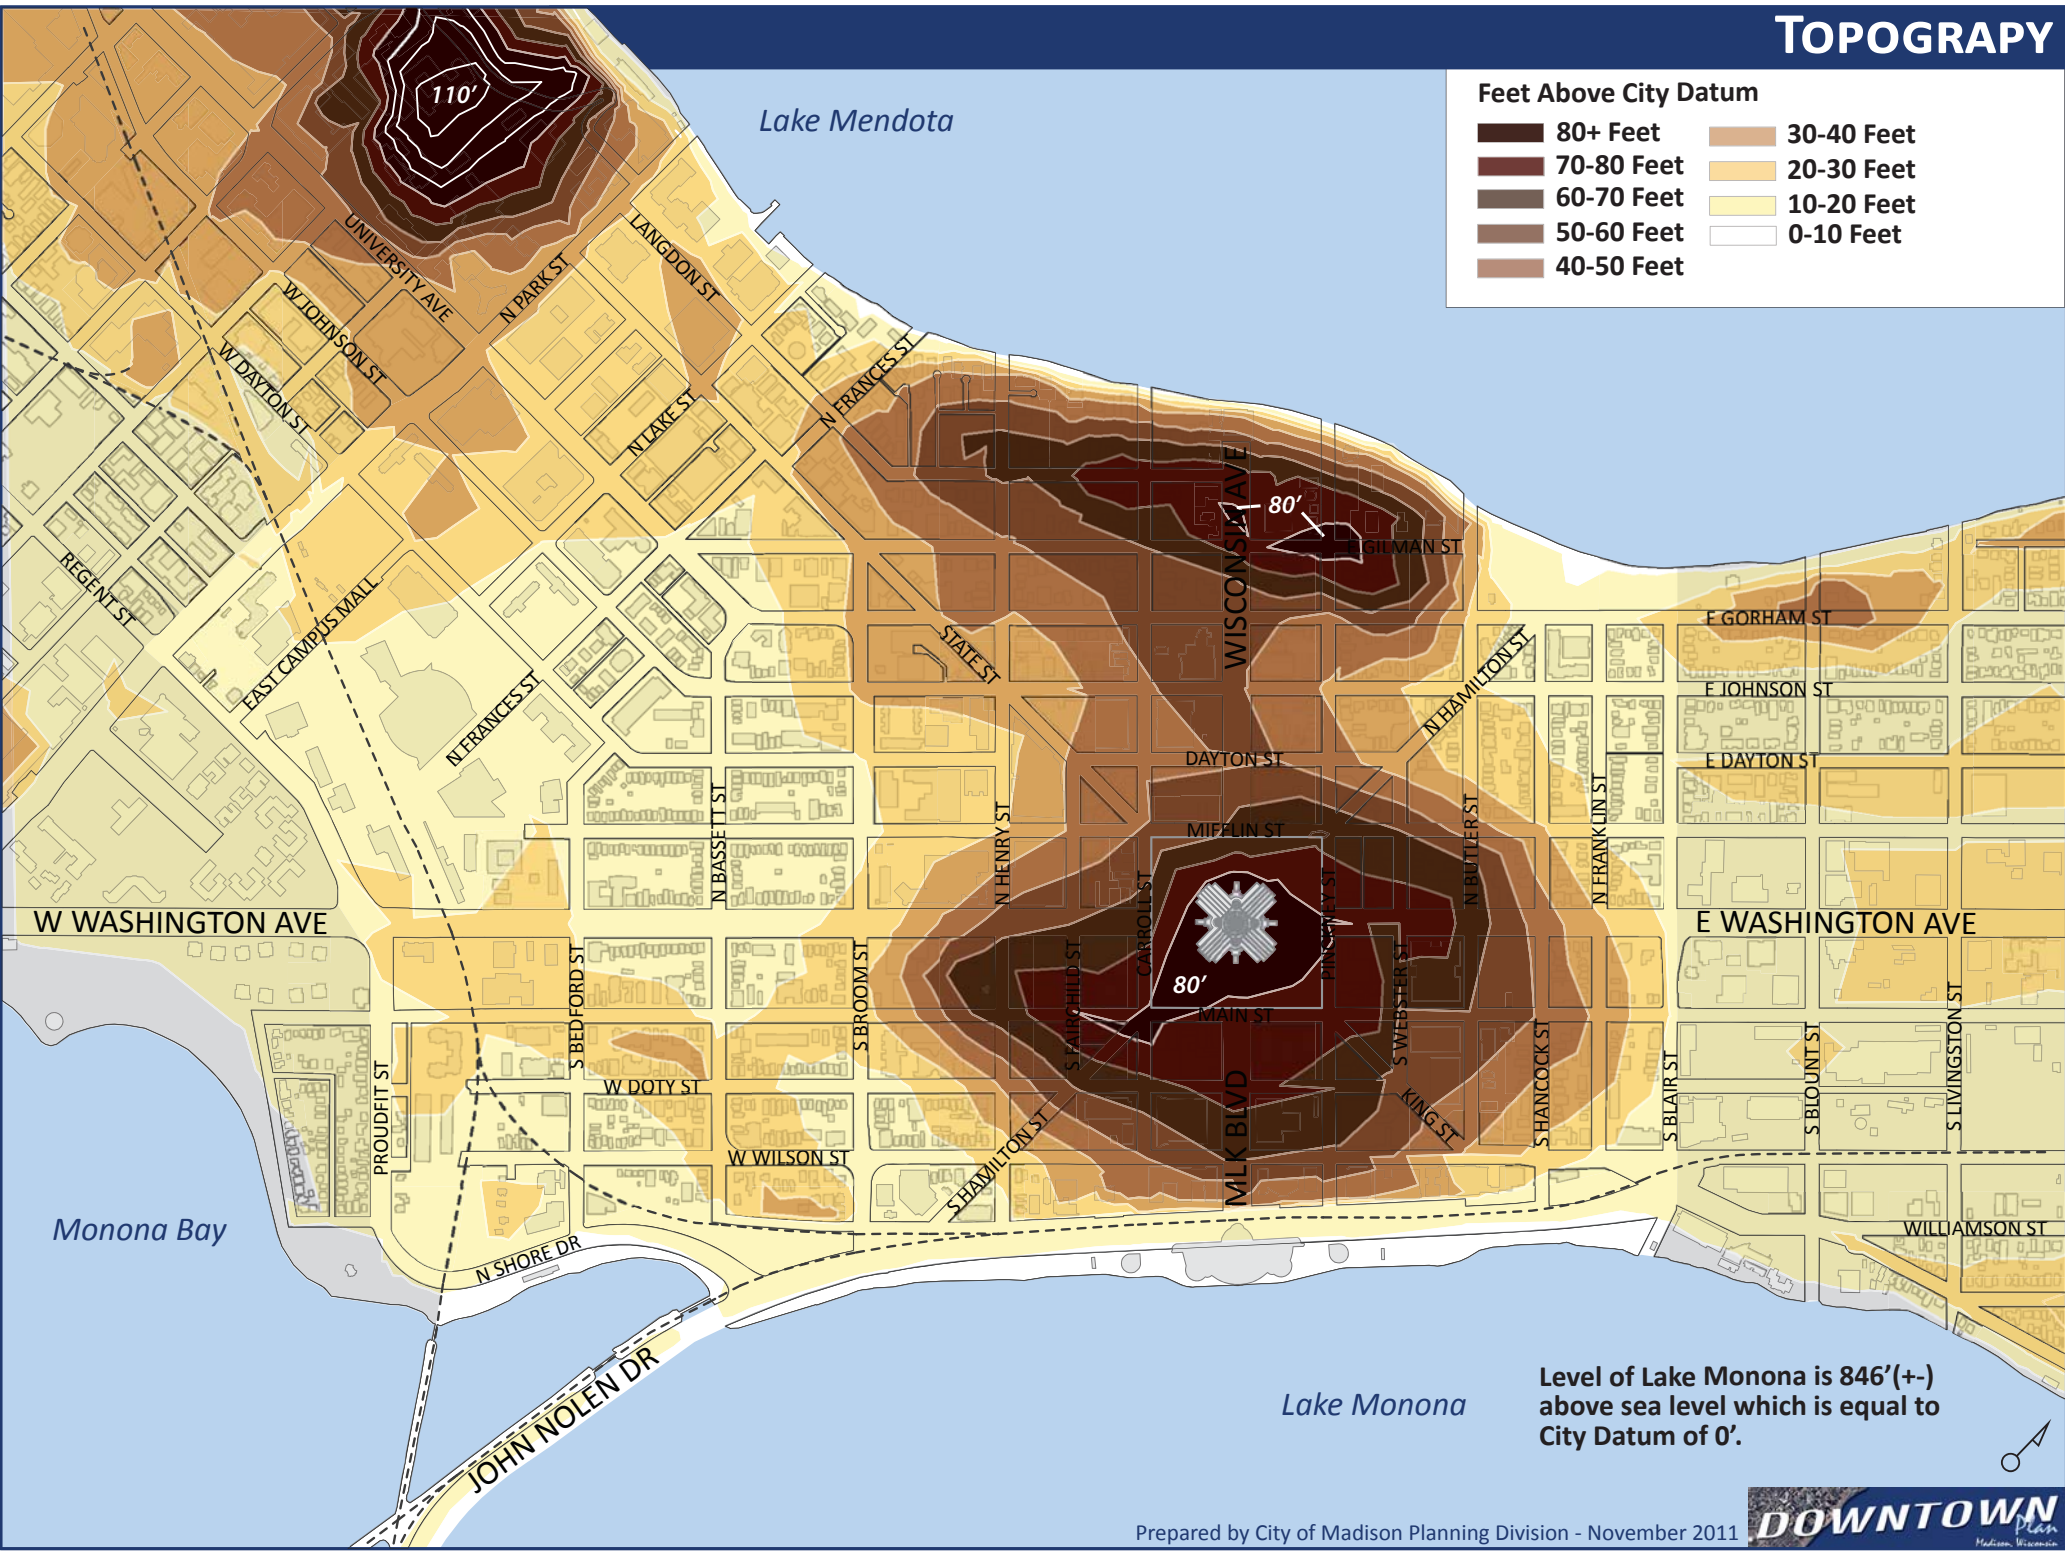 TOPOGRAPY
Feet Above City Datum
80+ Feet
70-80 Feet
60-70 Feet
50-60 Feet
40-50 Feet
30-40 Feet
20-30 Feet
10-20 Feet
0-10 Feet
110'
Lake Mendota
UNIVERSITY AVE
N PARK ST
LANGDON ST
W JOHNSON ST
W DAYTON ST
N LAKE ST
N FRANCES ST
WISCONSIN AVE
80'
E GILMAN ST
REGENT ST
EAST CAMPUS MALL
N FRANCES ST
STATE ST
N HAMILTON ST
E GORHAM ST
E JOHNSON ST
DAYTON ST
E DAYTON ST
N BASSETT ST
N HENRY ST
MIFFLIN ST
N BUTLER ST
N FRANKLIN ST
CARROLL ST
PINCKNEY ST
W WASHINGTON AVE
E WASHINGTON AVE
S BEDFORD ST
S BROOM ST
S FAIRCHILD ST
80'
MAIN ST
S WEBSTER ST
S HANCOCK ST
S BLAIR ST
S BLOUNT ST
S LIVINGSTON ST
PROUDFIT ST
W DOTY ST
W WILSON ST
S HAMILTON ST
MLK BLVD
KING ST
Monona Bay
N SHORE DR
WILLIAMSON ST
JOHN NOLEN DR
Lake Monona
Level of Lake Monona is 846'(+-)
above sea level which is equal to
City Datum of 0'.
Prepared by City of Madison Planning Division - November 2011
DOWNTOWN
Plan
Madison, Wisconsin